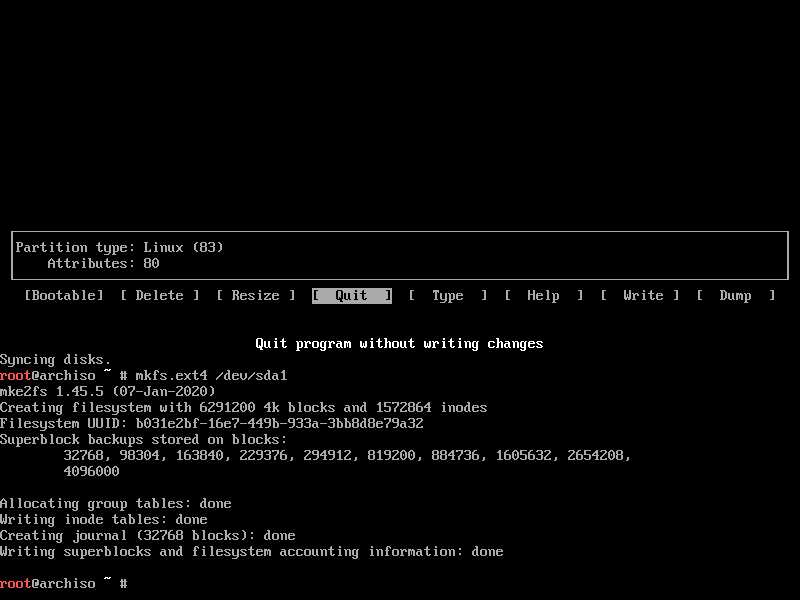 Partition type: Linux (83)
Attributes: 80
[Bootable] [ Delete ] [ Resize ] [ Quit ] [ Type ] [ Help ] [ Write ] [ Dump ]
Quit program without writing changes
Syncing disks.
root@archiso ~ # mkfs.ext4 /dev/sda1
mke2fs 1.45.5 (07-Jan-2020)
Creating filesystem with 6291200 4k blocks and 1572864 inodes
Filesystem UUID: b031e2bf-16e7-449b-933a-3bb8d8e79a32
Superblock backups stored on blocks:
32768, 98304, 163840, 229376, 294912, 819200, 884736, 1605632, 2654208,
4096000
Allocating group tables: done
Writing inode tables: done
Creating journal (32768 blocks): done
Writing superblocks and filesystem accounting information: done
root@archiso ~ #